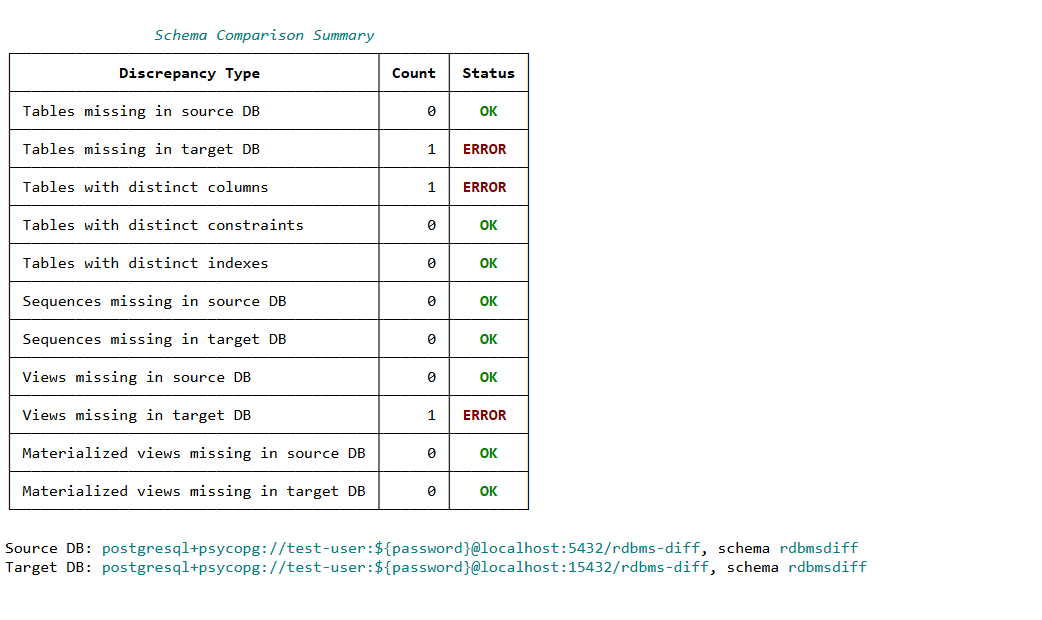 Schema Comparison Summary
Discrepancy Type Count Status
Tables missing in source DB 0 OK
Tables missing in target DB 1 ERROR
Tables with distinct columns 1 ERROR
Tables with distinct constraints 0 OK
Tables with distinct indexes 0 OK
Sequences missing in source DB 0 OK
Sequences missing in target DB 0 OK
Views missing in source DB 0 OK
Views missing in target DB 1 ERROR
Materialized views missing in source DB 0 OK
Materialized views missing in target DB 0 OK
Source DB: postgresql+psycopg://test-user:${password}@localhost:5432/rdbms-diff, schema rdbmsdiff
Target DB: postgresql+psycopg://test-user:${password}@localhost:15432/rdbms-diff, schema rdbmsdiff